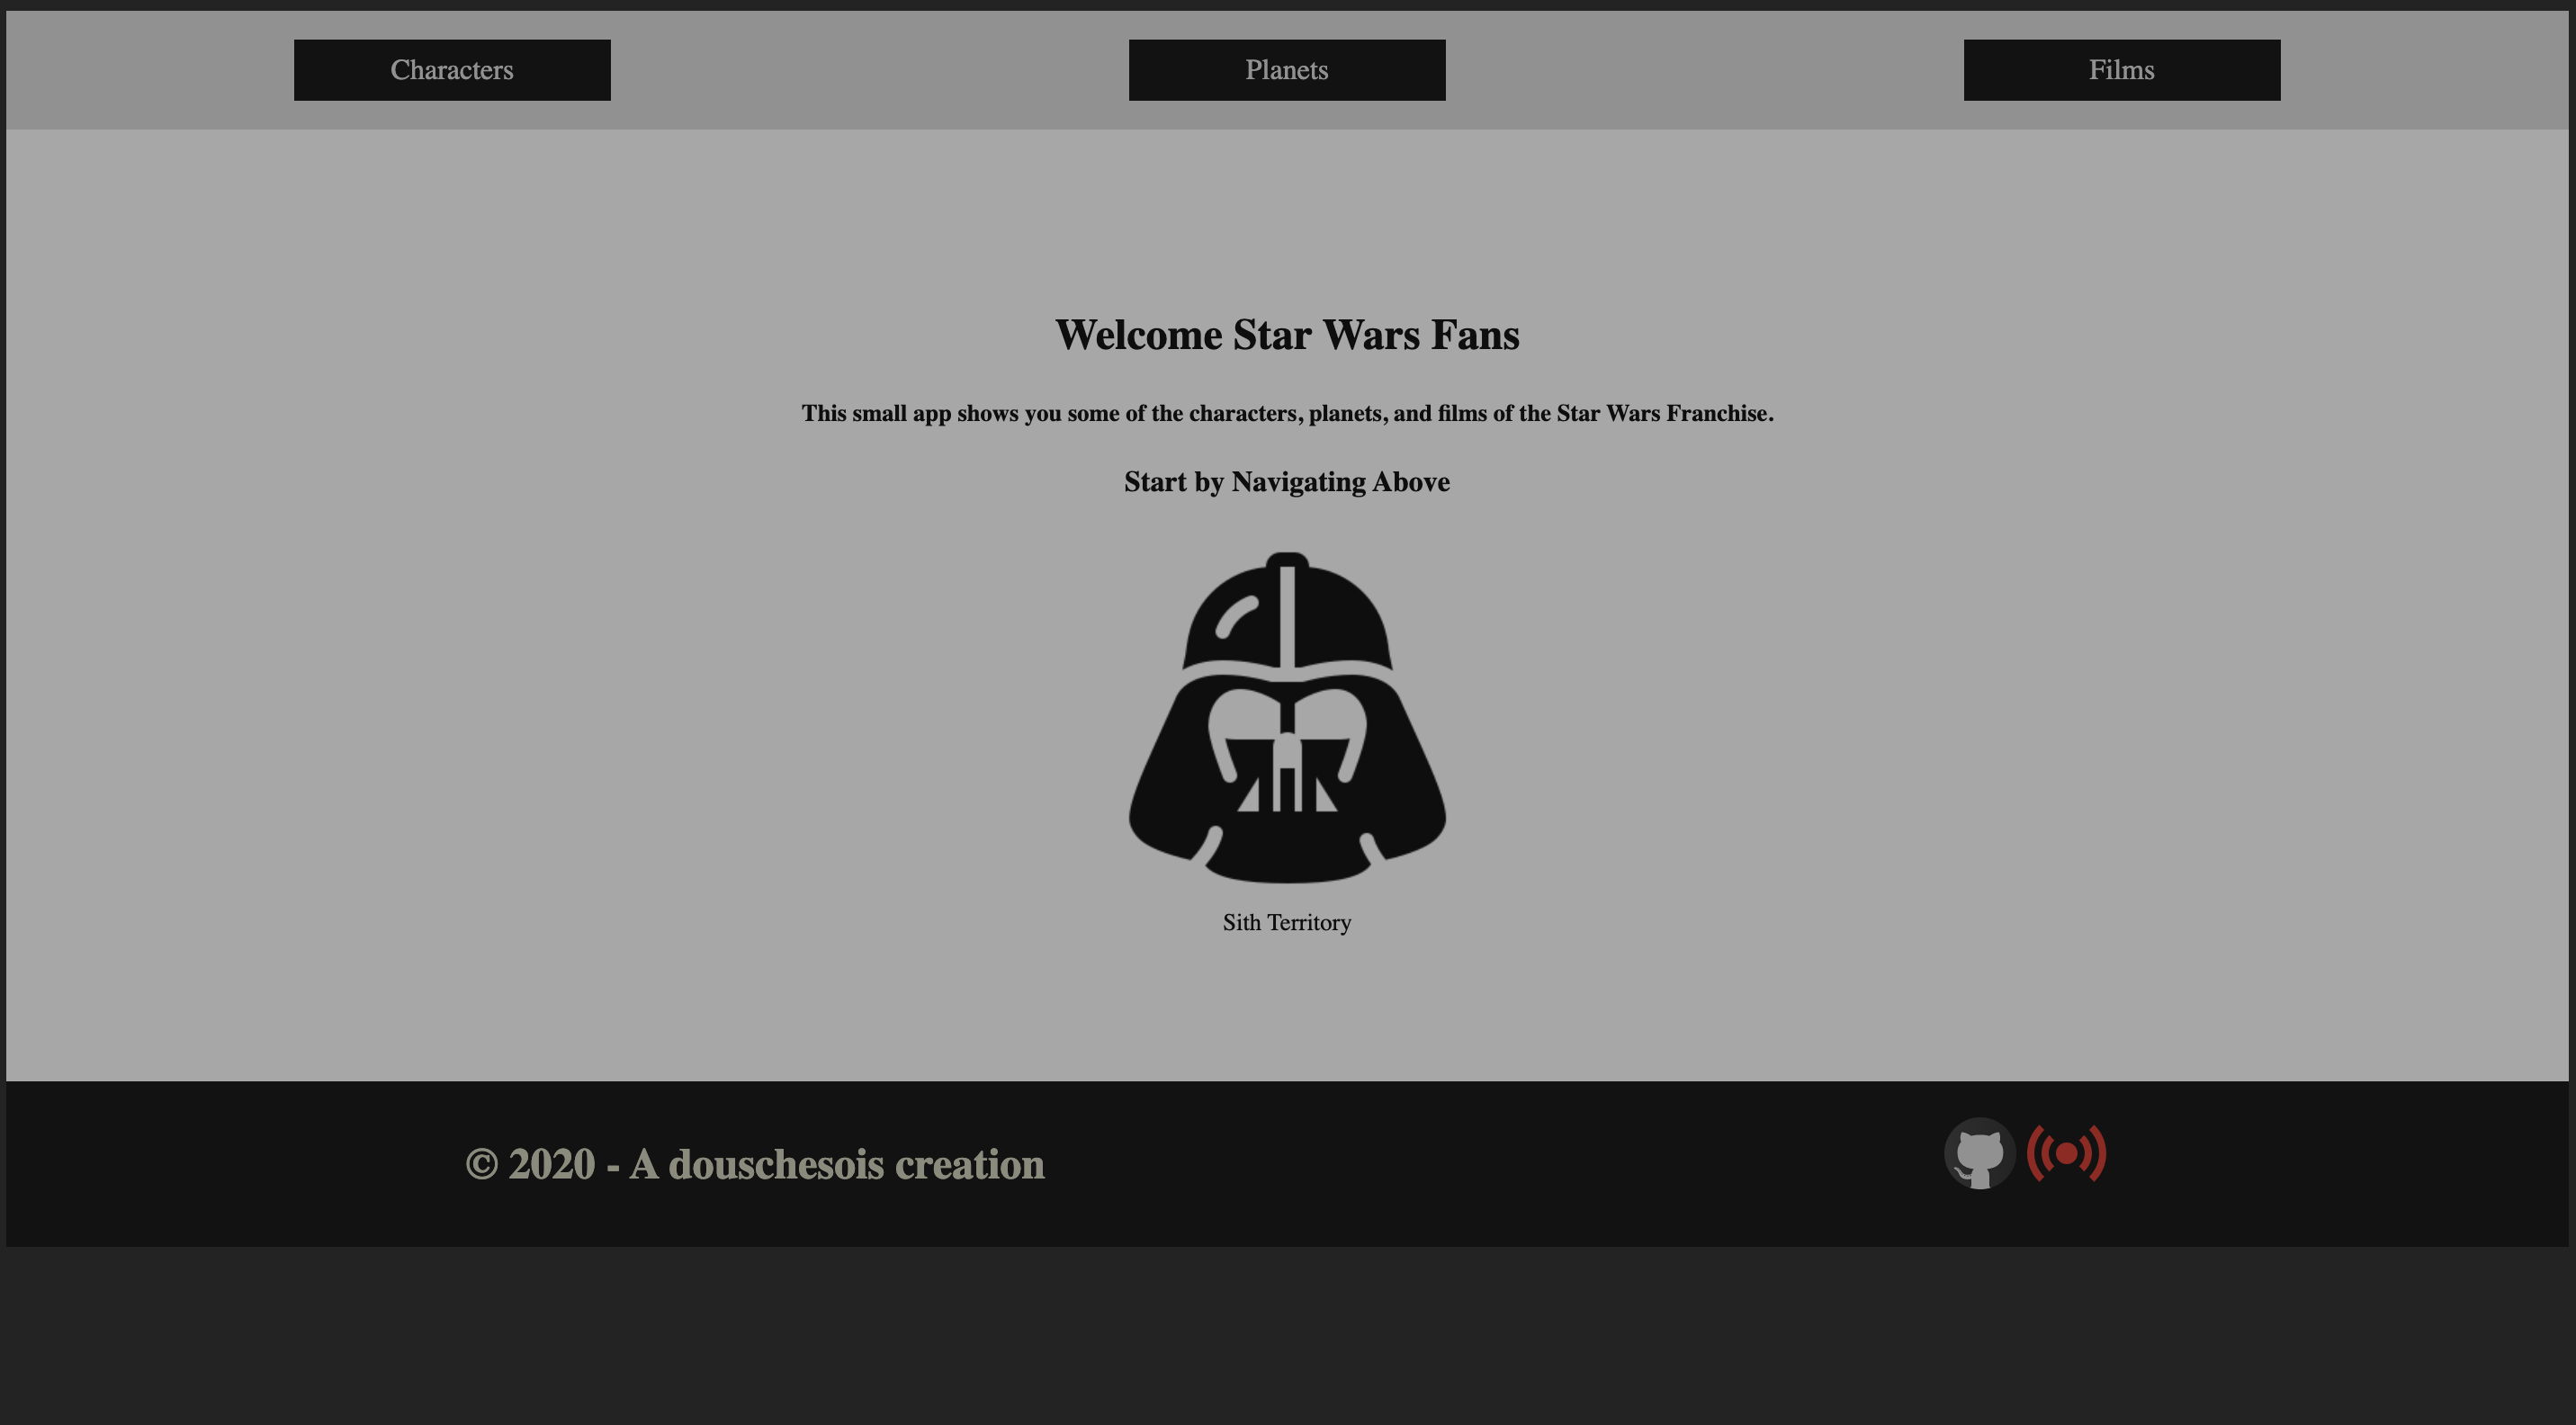 Characters
Planets
Films
Welcome Star Wars Fans
This small app shows you some of the characters, planets, and films of the Star Wars Franchise.
Start by Navigating Above
Sith Territory
© 2020 - A douschesois creation